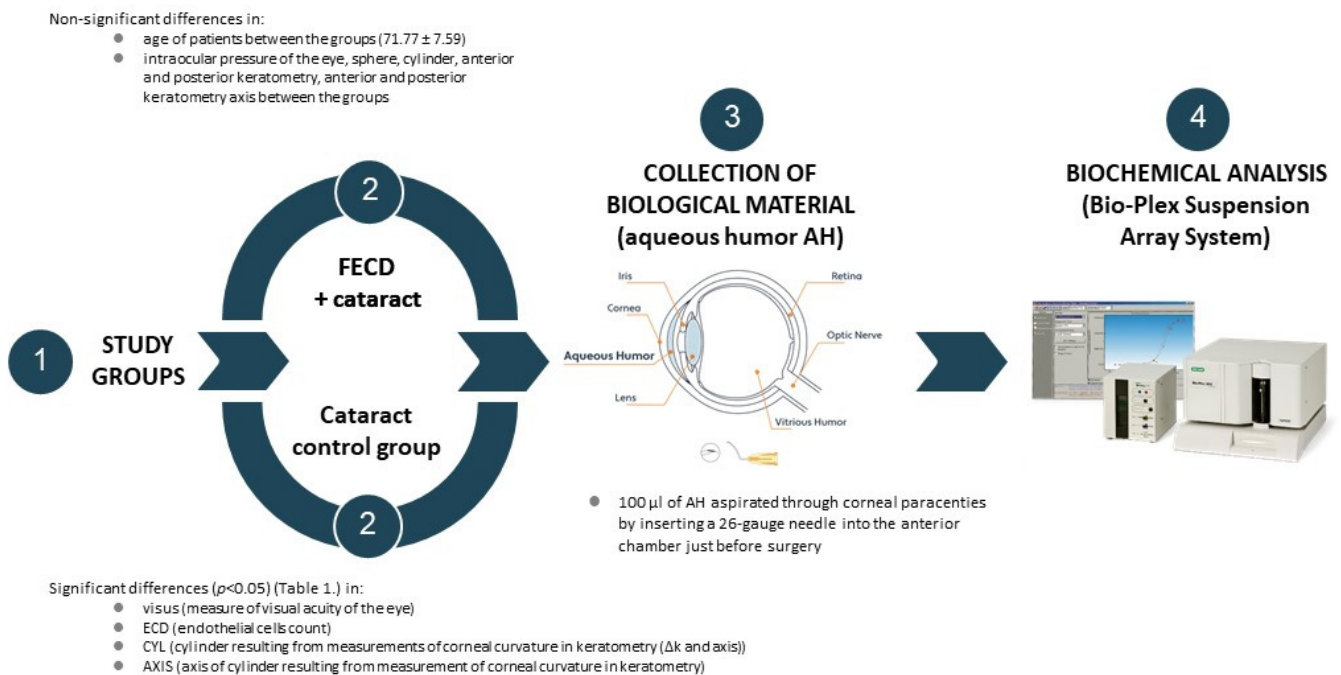 Non-significant differences in:
age of patients between the groups (71.77 ± 7.59)
intraocular pressure of the eye, sphere, cylinder, anterior
and posterior keratometry, anterior and posterior
keratometry axis between the groups
1
STUDY
GROUPS
2
FECD
+ cataract
Cataract
control group
2
Significant differences (p<0.05) (Table 1.) in:
visus (measure of visual acuity of the eye)
ECD (endothelial cells count)
CYL (cylinder resulting from measurements of corneal curvature in keratometry (Δk and axis))
AXIS (axis of cylinder resulting from measurement of corneal curvature in keratometry)
3
COLLECTION OF
BIOLOGICAL MATERIAL
(aqueous humor AH)
Iris
Retina
Cornea
Optic Nerve
Aqueous Humor
Lens
Vitrious Humor
100 µl of AH aspirated through corneal paracenties
by inserting a 26-gauge needle into the anterior
chamber just before surgery
4
BIOCHEMICAL ANALYSIS
(Bio-Plex Suspension
Array System)